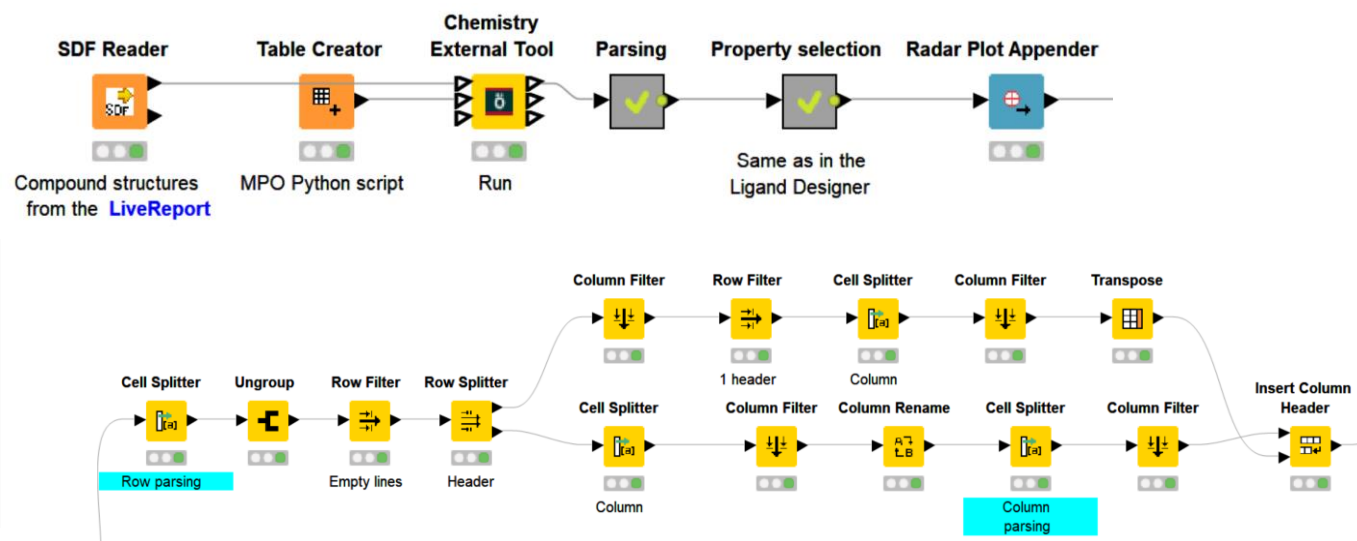 Chemistry
SDF Reader Table Creator External Tool Parsing Property selection Radar Plot Appender
SDF
Compound structures
from the LiveReport
MPO Python script
Run
Same as in the
Ligand Designer
Column Filter Row Filter Cell Splitter Column Filter Transpose
[a]
1 header Column
Cell Splitter Ungroup Row Filter Row Splitter
[a]
Row parsing Empty lines Header
Cell Splitter Column Filter Column Rename Cell Splitter Column Filter
[a] A B [a]
Column
Column
parsing
Insert Column
Header